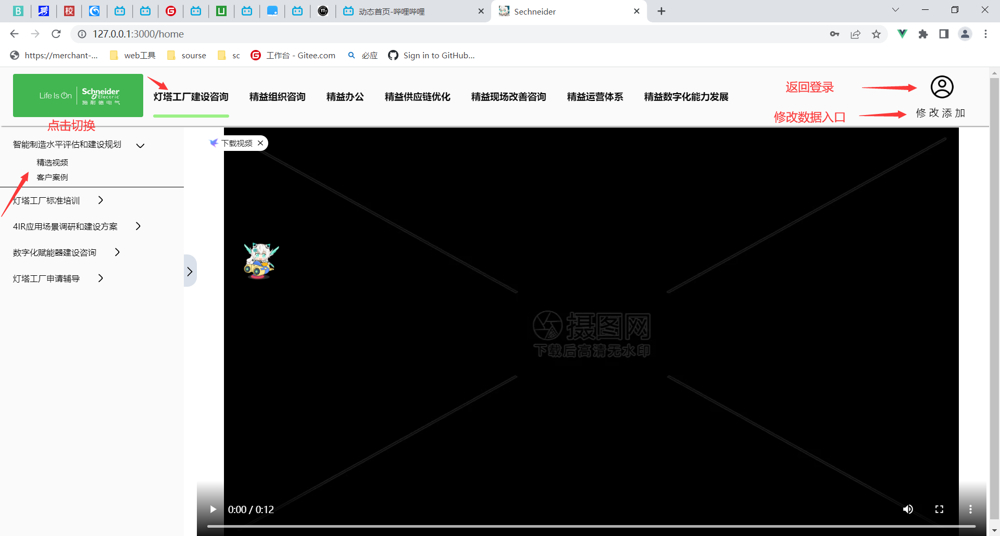 动态首页-哔哩哔哩
Sechneider
127.0.0.1:3000/home
https://merchant-...
web工具
sourse
sc
工作台 - Gitee.com
必应
Sign in to GitHub...
Life Is On
Schneider
Electric
施耐德电气
灯塔工厂建设咨询
精益组织咨询
精益办公
精益供应链优化
精益现场改善咨询
精益运营体系
精益数字化能力发展
返回登录
修改数据入口
修改添加
点击切换
智能制造水平评估和建设规划
精选视频
客户案例
灯塔工厂标准培训
4IR应用场景调研和建设方案
数字化赋能器建设咨询
灯塔工厂申请辅导
下载视频
摄图网
下载后高清无水印
0:00 / 0:12